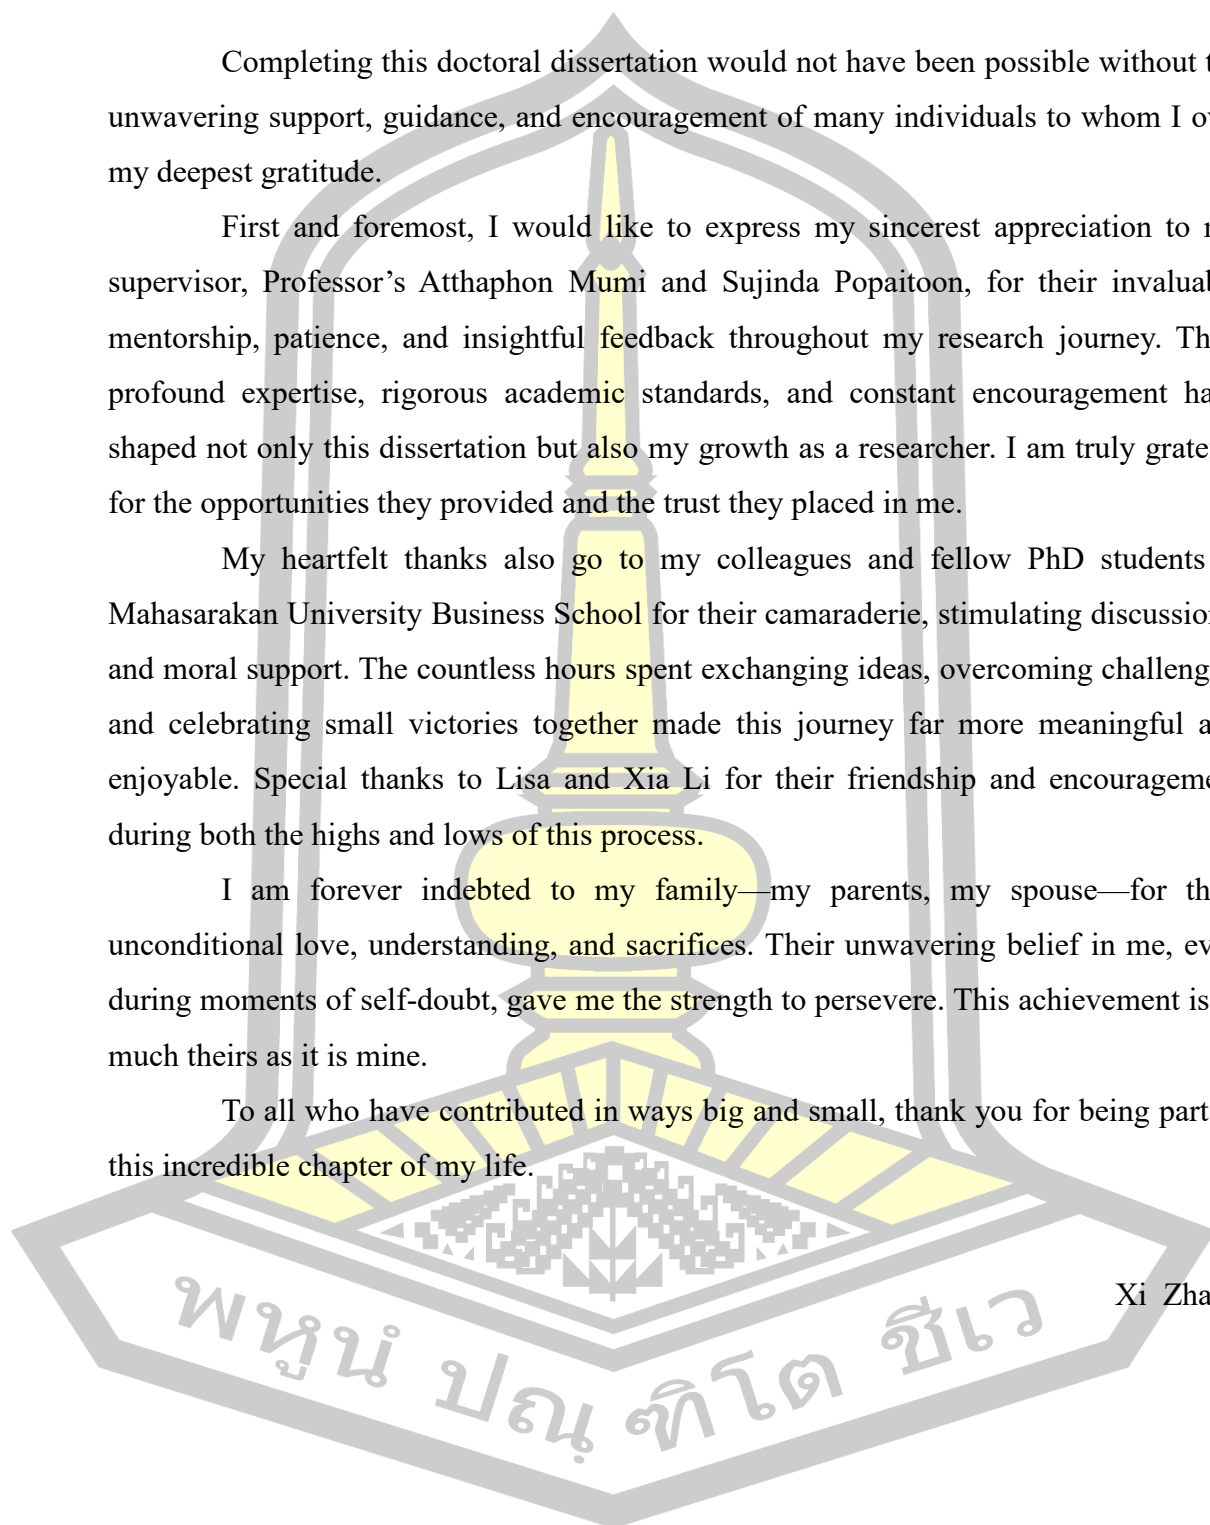 Completing this doctoral dissertation would not have been possible without
unwavering support, guidance, and encouragement of many individuals to whom I
my deepest gratitude.
First and foremost, I would like to express my sincerest appreciation to
supervisor, Professor’s Atthaphon Mumi and Sujinda Popaitoon, for their
mentorship, patience, and insightful feedback throughout my research journey.
profound expertise, rigorous academic standards, and constant encouragement
shaped not only this dissertation but also my growth as a researcher. I am truly
for the opportunities they provided and the trust they placed in me.
My heartfelt thanks also go to my colleagues and fellow PhD students
Mahasarakan University Business School for their camaraderie, stimulating
and moral support. The countless hours spent exchanging ideas, overcoming
and celebrating small victories together made this journey far more meaningful
enjoyable. Special thanks to Lisa and Xia Li for their friendship and
during both the highs and lows of this process.
I am forever indebted to my family—my parents, my spouse—for
unconditional love, understanding, and sacrifices. Their unwavering belief in me,
during moments of self-doubt, gave me the strength to persevere. This achievement is
much theirs as it is mine.
To all who have contributed in ways big and small, thank you for being part
this incredible chapter of my life.
Xi
พหูนํ ปณฺฑิโต ชีเว